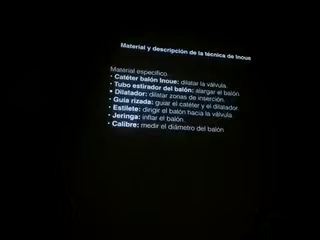 Material y descripción de la técnica de Inoue
Material específico
• Catéter balón Inoue: dilatar la válvula.
• Tubo estirador del balón: alargar el balón.
• Dilatador: dilatar zonas de inserción.
• Guía rizada: guiar el catéter y el dilatador
• Estilete: dirigir el balón hacia la válvula.
• Jeringa: inflar el balón.
• Calibre: medir el diámetro del balón